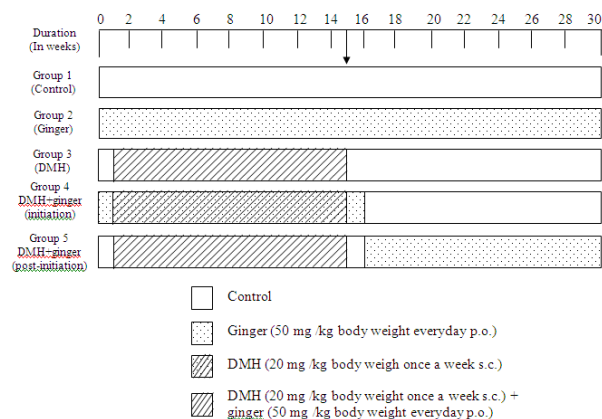 Duration
(In weeks)
0 2 4 6 8 10 12 14 16 18 20 22 24 26 28 30
Group 1
(Control)
Group 2
(Ginger)
Group 3
(DMH)
Group 4
DMH+ginger
(initiation)
Group 5
DMH+ginger
(post-initiation)
Control
Ginger (50 mg /kg body weight everyday p.o.)
DMH (20 mg /kg body weigh once a week s.c.)
DMH (20 mg /kg body weight once a week s.c.) +
ginger (50 mg /kg body weight everyday p.o.)